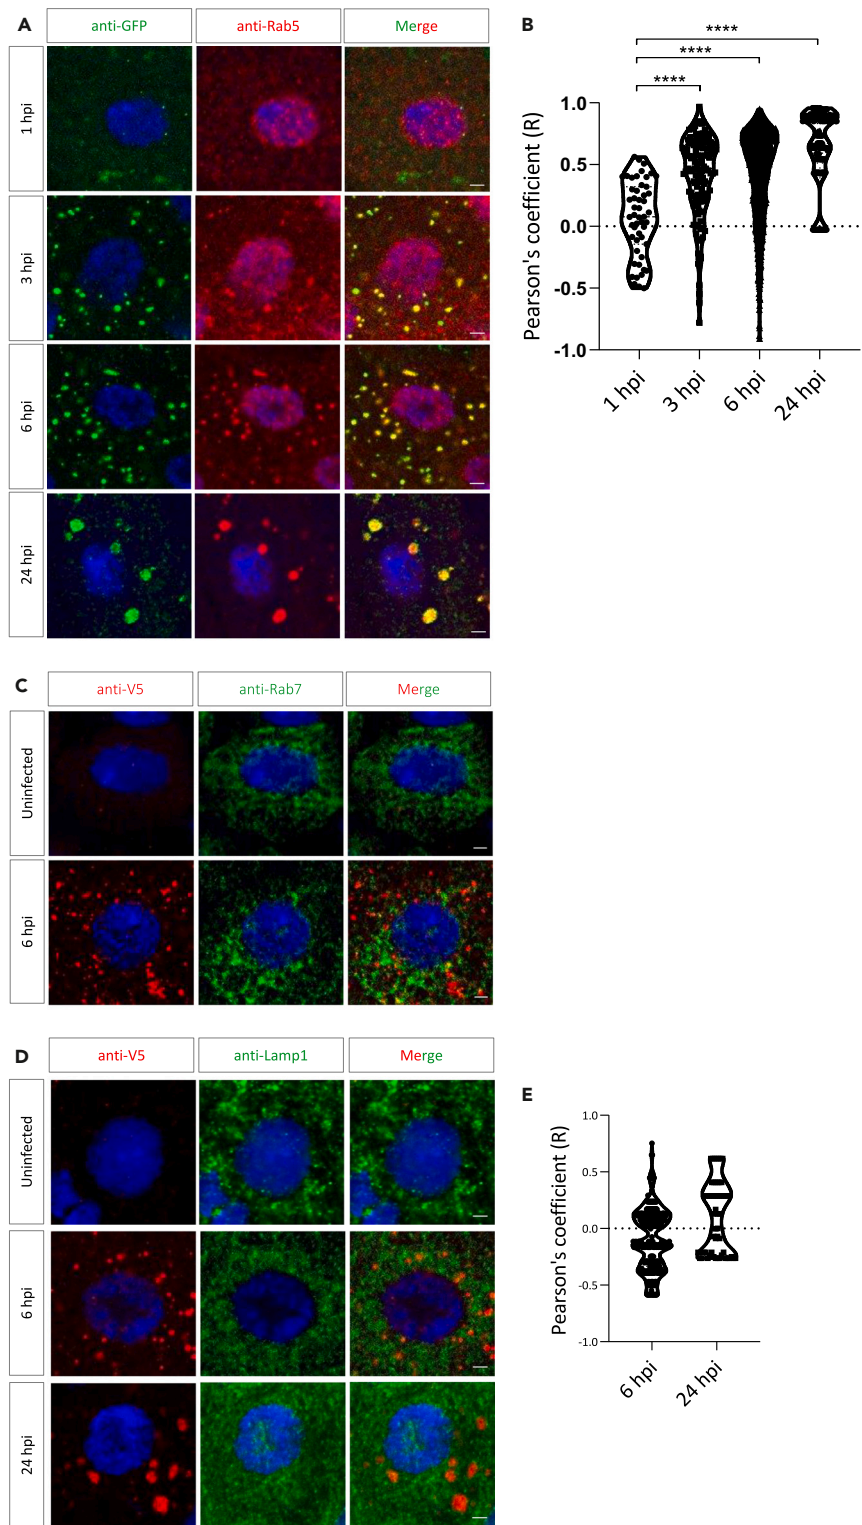 A
anti-GFP
anti-Rab5
Merge
1 hpi
3 hpi
6 hpi
24 hpi
B
****
****
****
Pearson's coefficient (R)
1.0
0.5
0.0
-0.5
-1.0
1 hpi
3 hpi
6 hpi
24 hpi
C
anti-V5
anti-Rab7
Merge
Uninfected
6 hpi
D
anti-V5
anti-Lamp1
Merge
Uninfected
6 hpi
24 hpi
E
Pearson's coefficient (R)
1.0
0.5
0.0
-0.5
-1.0
6 hpi
24 hpi